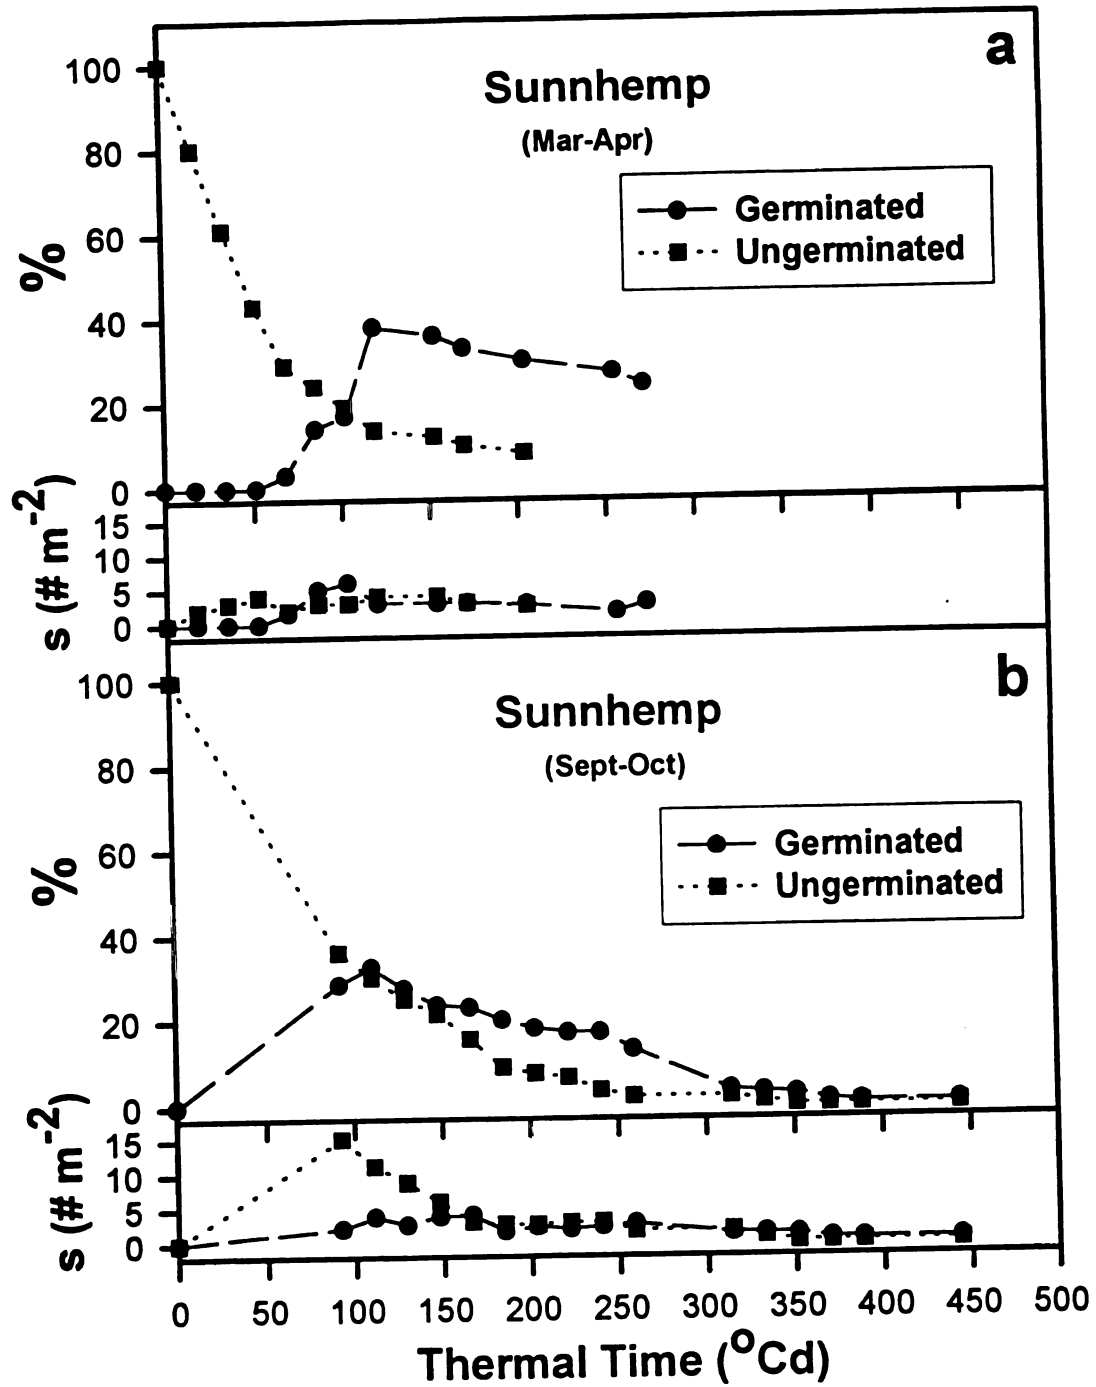 a
Sunnhemp
(Mar-Apr)
Germinated
Ungerminated
%
100
80
60
40
20
0
s (# m-2)
15
10
5
0
b
Sunnhemp
(Sept-Oct)
Germinated
Ungerminated
%
100
80
60
40
20
0
s (# m-2)
15
10
5
0
0 50 100 150 200 250 300 350 400 450 500
Thermal Time (oCd)